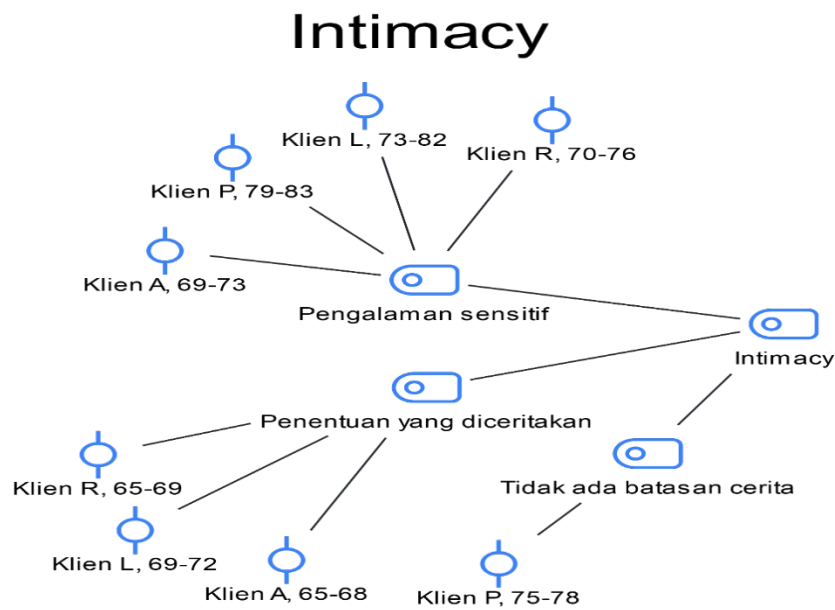 Intimacy
Klien L, 73-82
Klien R, 70-76
Klien P, 79-83
Klien A, 69-73
Pengalaman sensitif
Intimacy
Penentuan yang diceritakan
Klien R, 65-69
Tidak ada batasan cerita
Klien L, 69-72
Klien A, 65-68
Klien P, 75-78